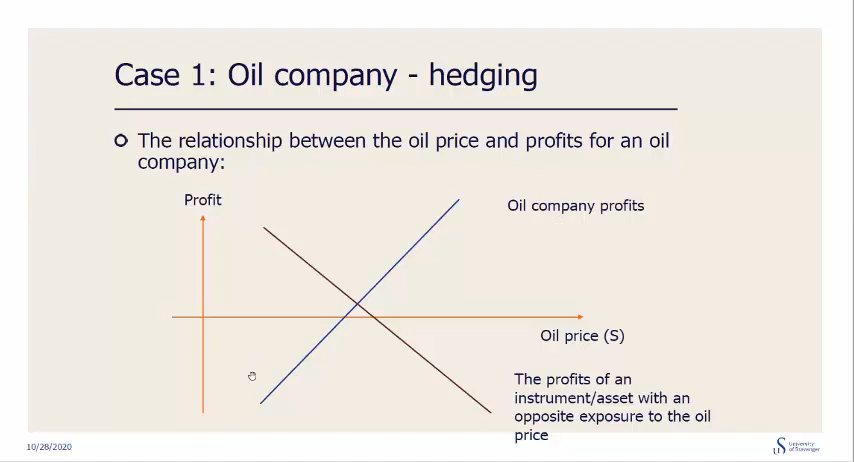 Case 1: Oil company - hedging
The relationship between the oil price and profits for an oil
company:
Profit
Oil company profits
Oil price (S)
The profits of an
instrument/asset with an
opposite exposure to the oil
price
10/28/2020
University
of Stavanger